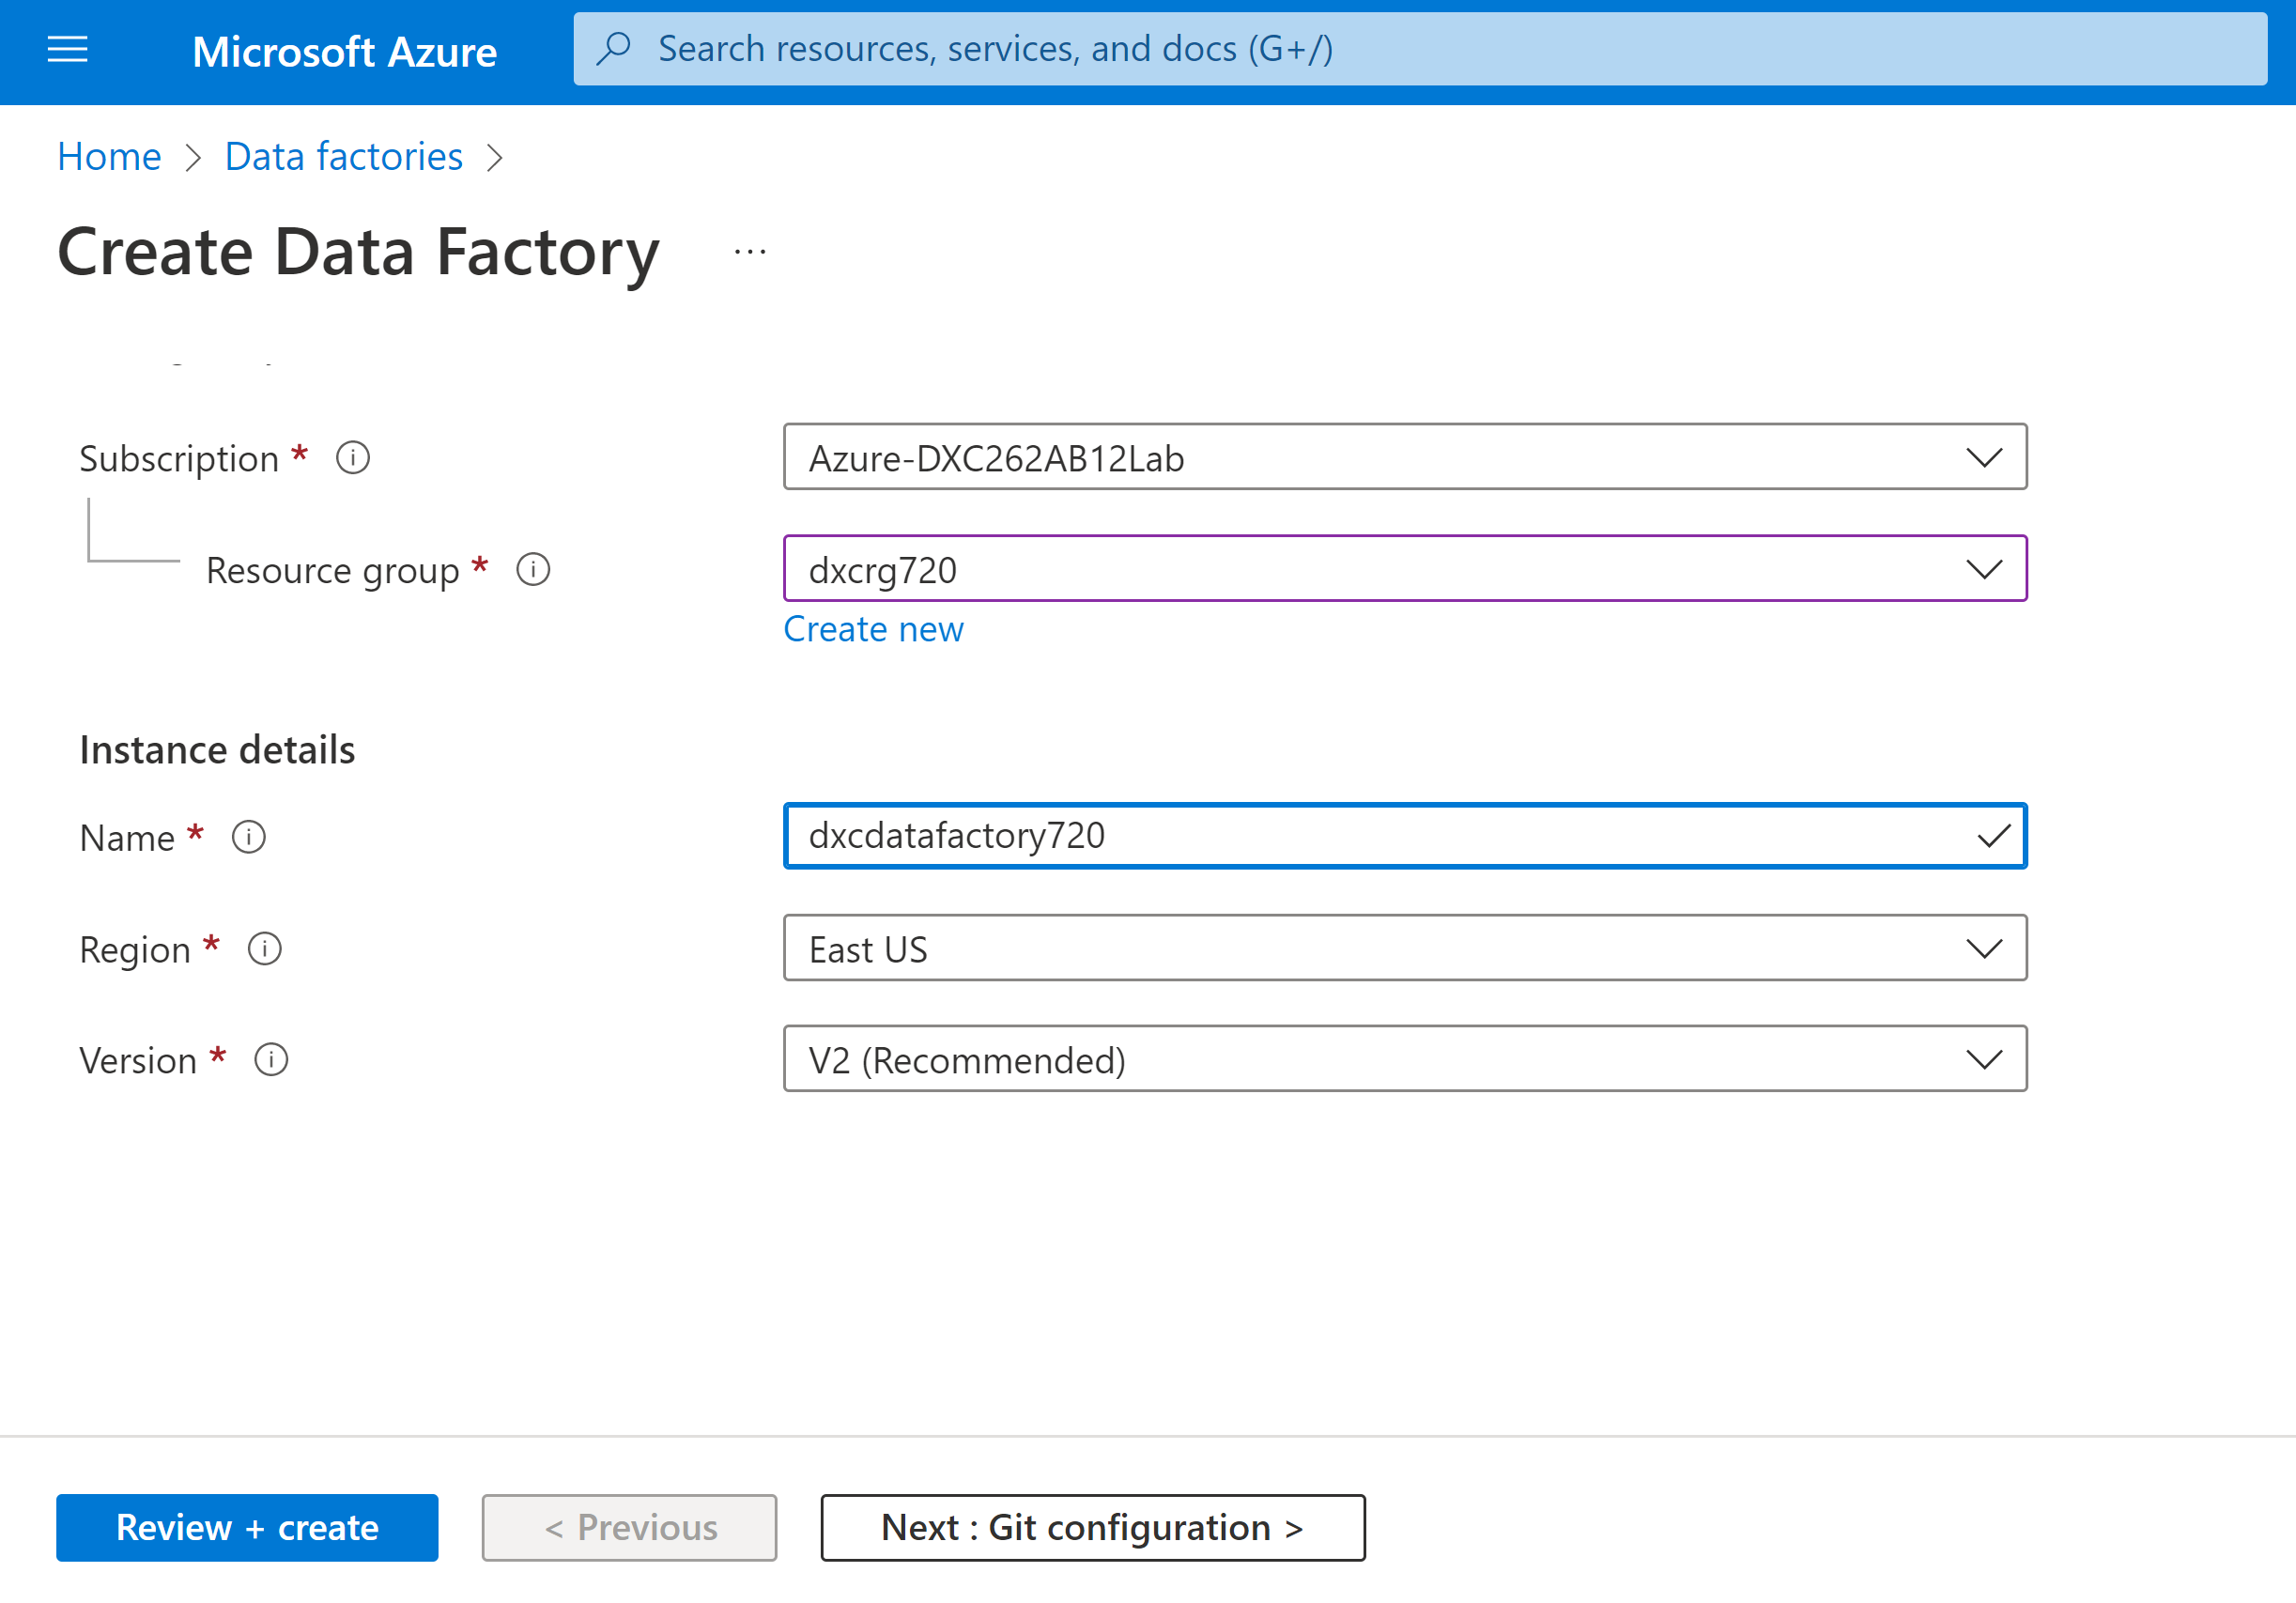 Microsoft Azure
Search resources, services, and docs (G+/)
Home > Data factories >
Create Data Factory ...
Subscription *
Azure-DXC262AB12Lab
Resource group *
dxcrg720
Create new
Instance details
Name *
dxcdatafactory720
Region *
East US
Version *
V2 (Recommended)
Review + create
< Previous
Next : Git configuration >